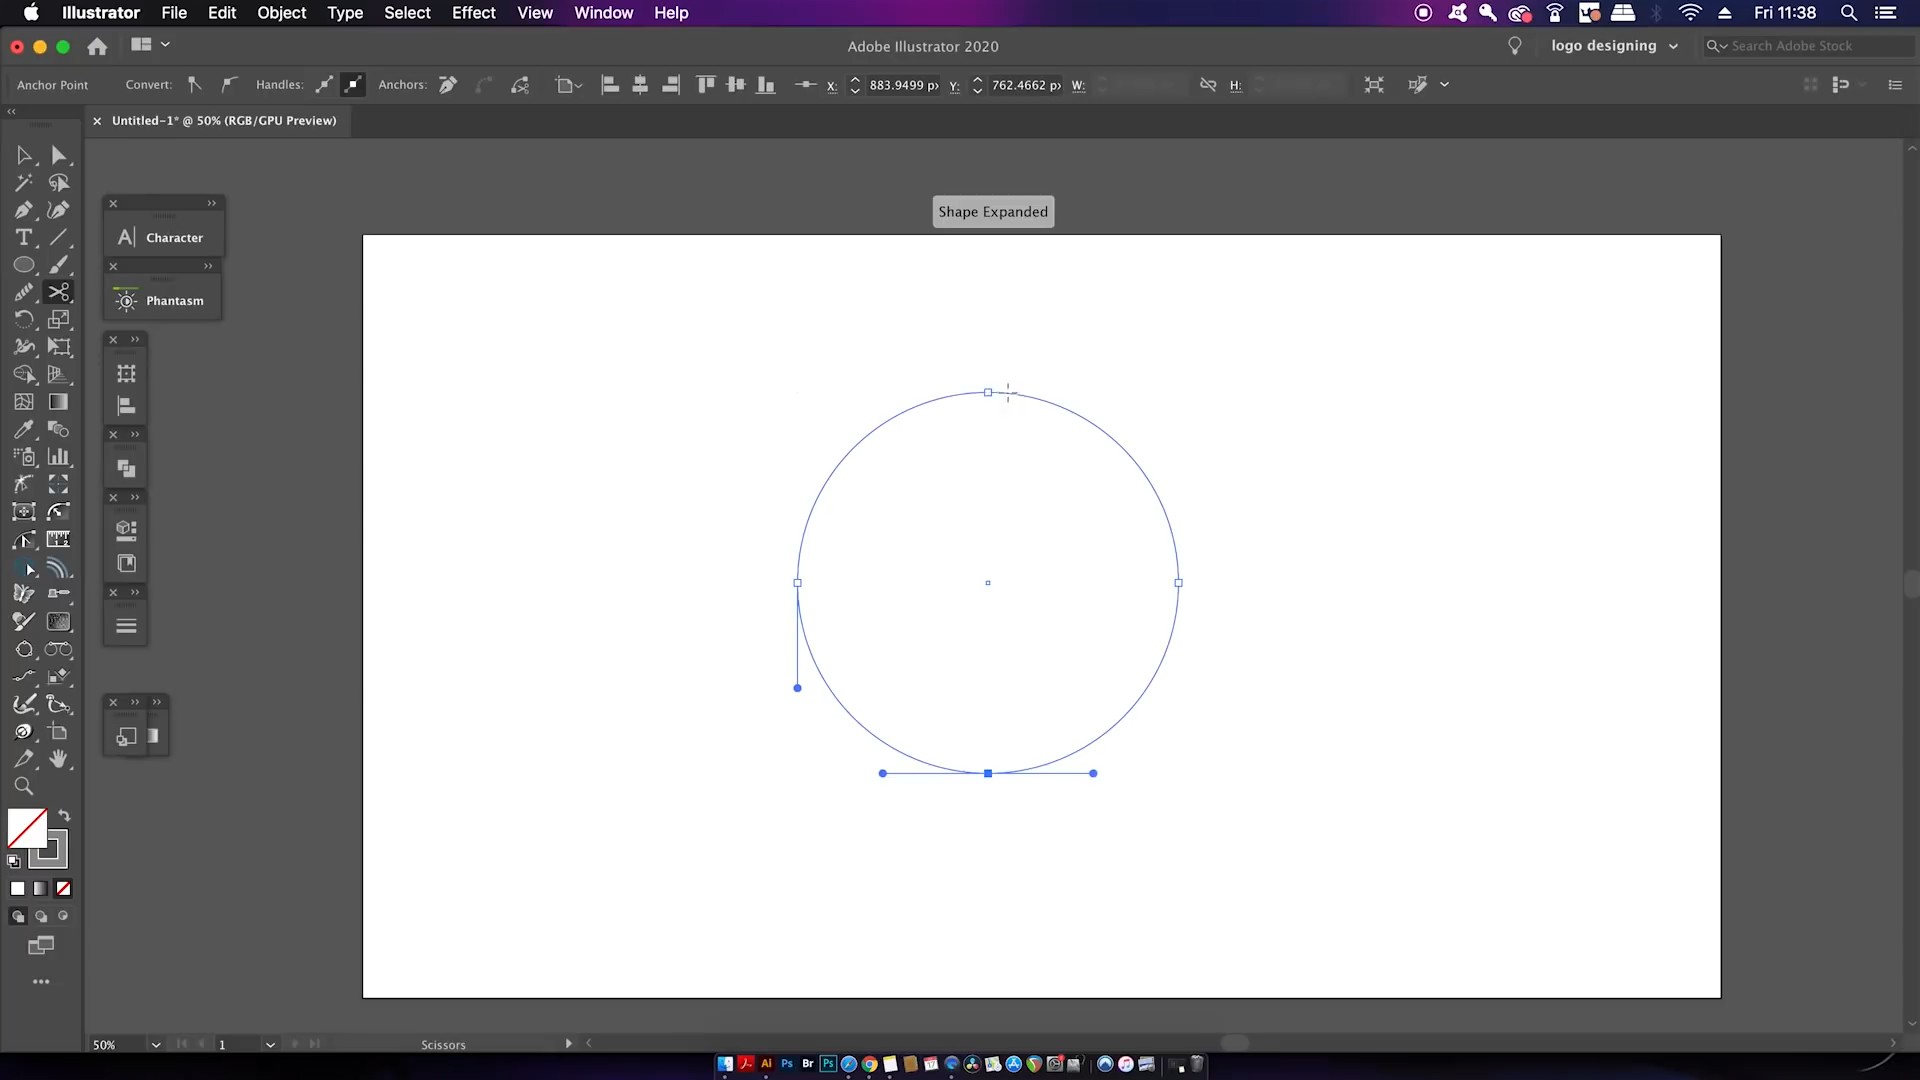 Illustrator File Edit Object Type Select Effect View Window Help Fri 11:38
Adobe Illustrator 2020 logo designing Search Adobe Stock
Anchor Point Convert: Handles: Anchors: X: 883.9499 px Y: 762.4662 px W: H:
Untitled-1* @ 50% (RGB/GPU Preview)
Shape Expanded
A Character
Phantasm
50% 1 Scissors